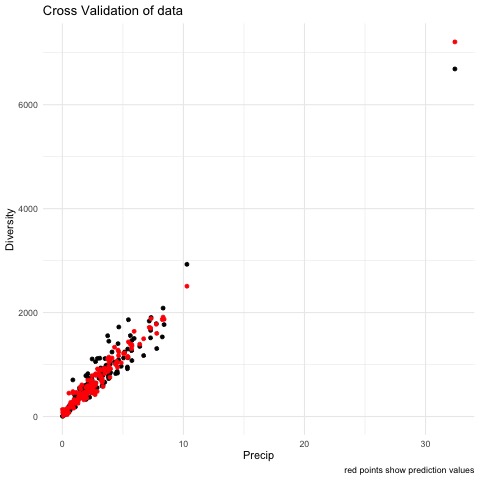 Cross Validation of data
6000
4000
2000
0
Diversity
0 10 20 30
Precip
red points show prediction values